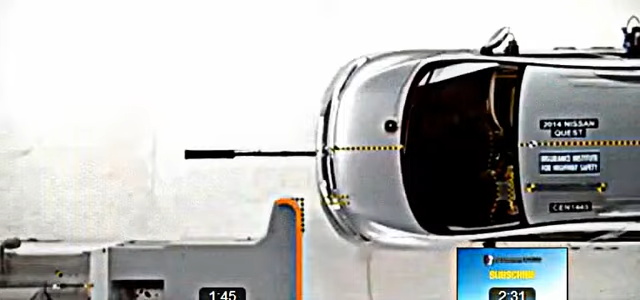 2014 NISSAN
QUEST
INSURANCE INSTITUTE
FOR HIGHWAY SAFETY
CEN1443
SUBSCRIBE
1:45
2:31